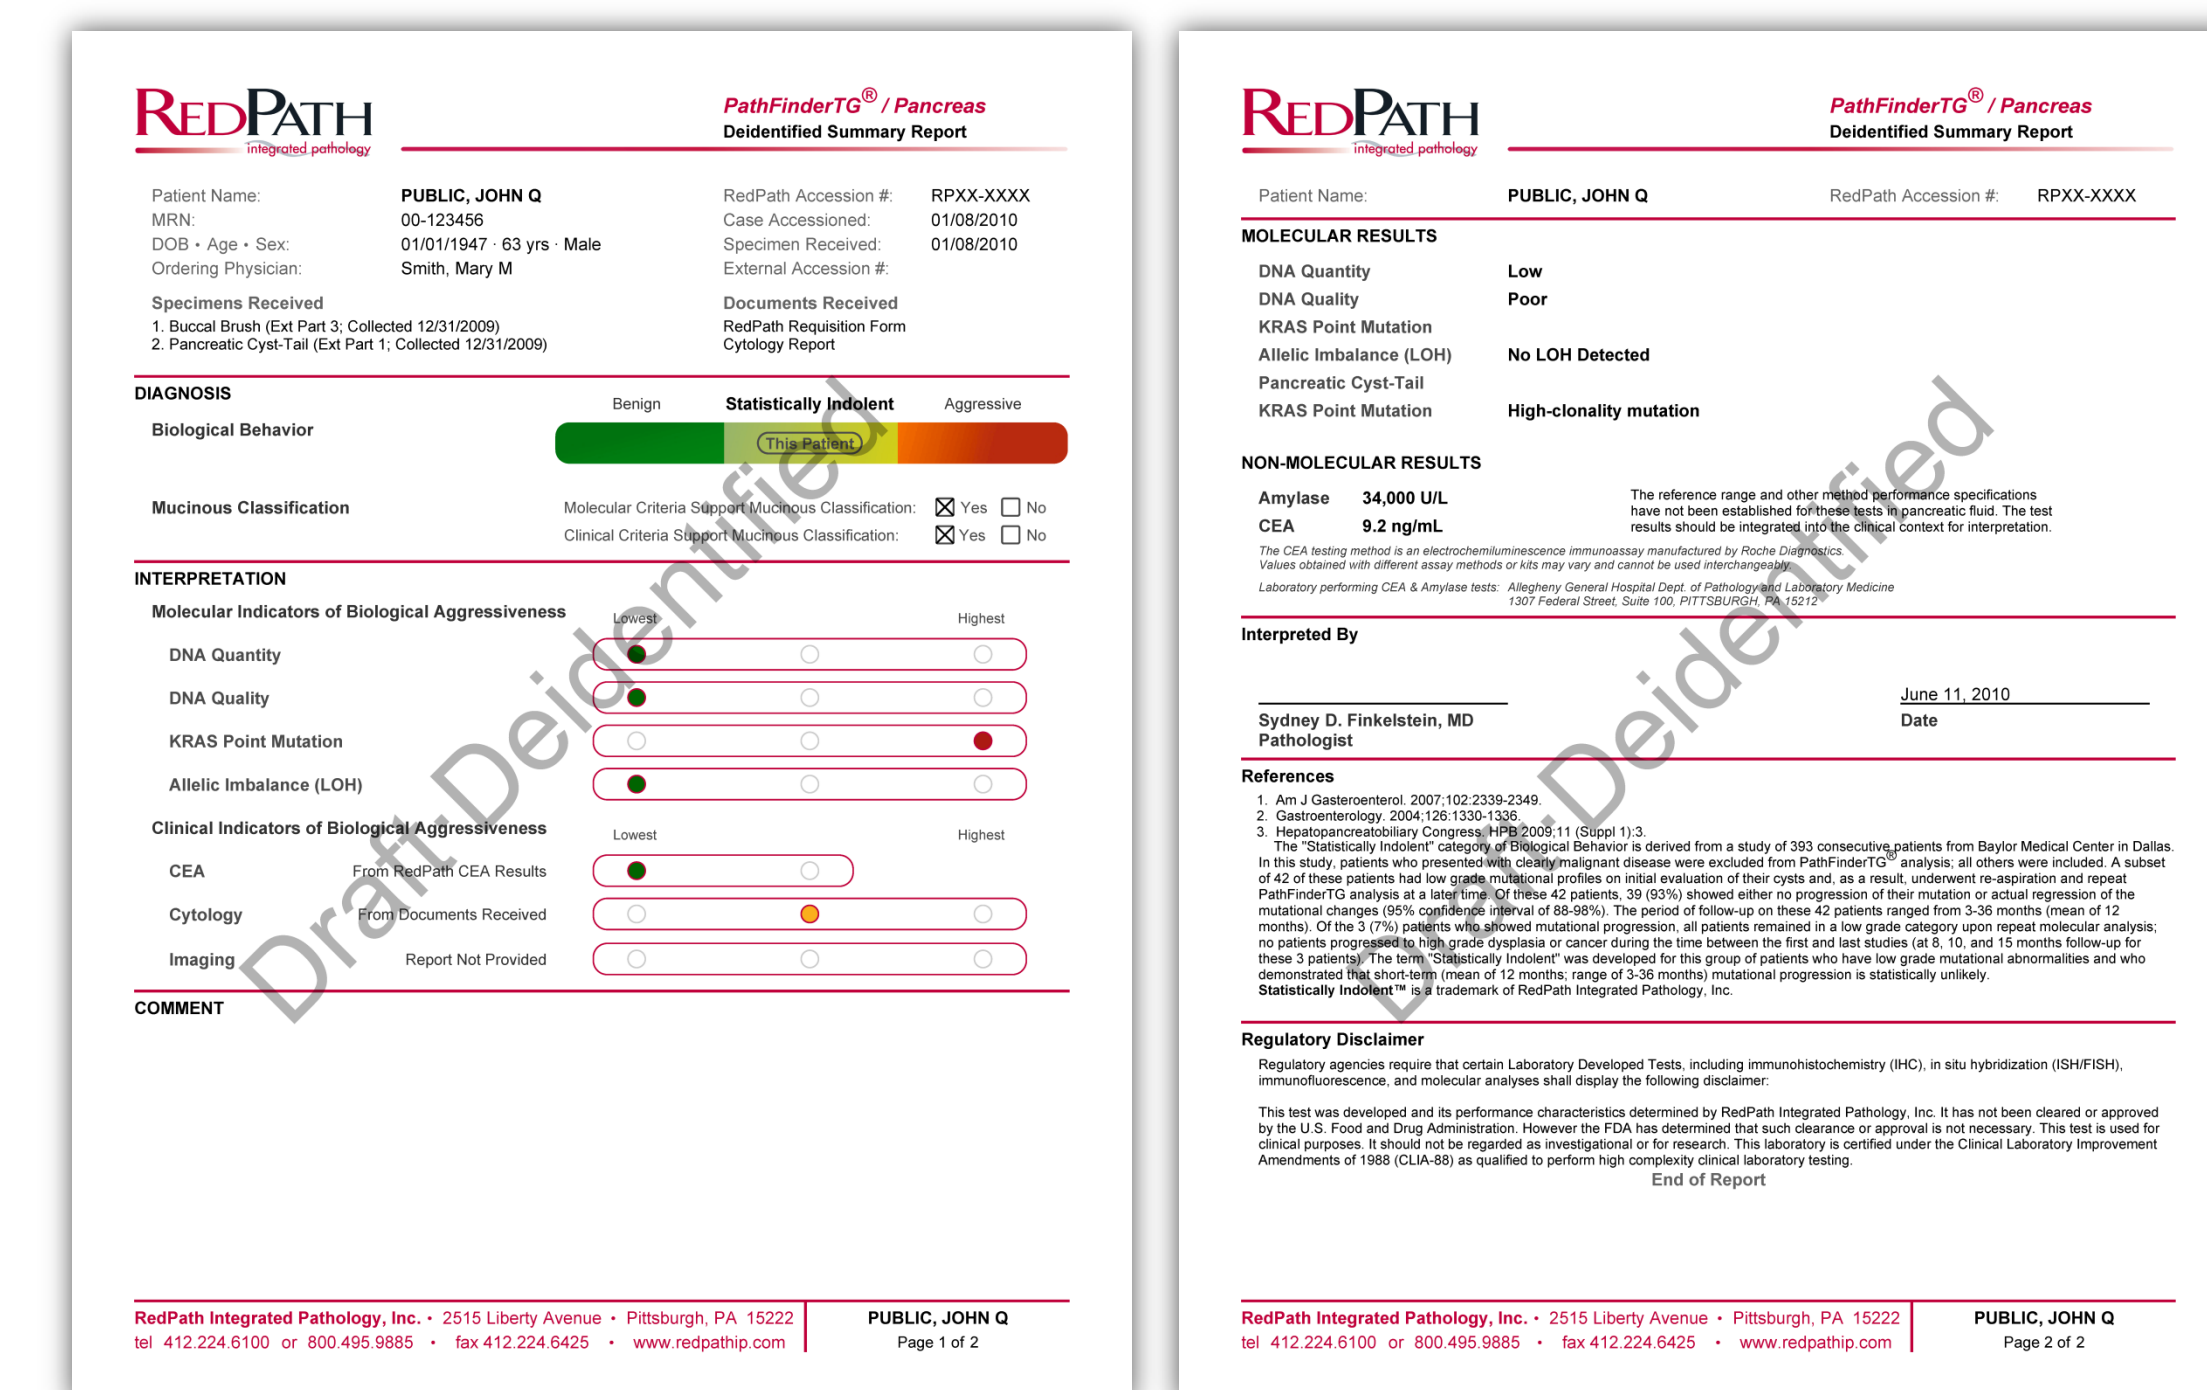 REDPATH
integrated pathology
PathFinderTG® / Pancreas
Deidentified Summary Report
Patient Name: PUBLIC, JOHN Q RedPath Accession #: RPXX-XXXX
MRN: 00-123456 Case Accessioned: 01/08/2010
DOB • Age • Sex: 01/01/1947 · 63 yrs · Male Specimen Received: 01/08/2010
Ordering Physician: Smith, Mary M External Accession #:
Specimens Received Documents Received
1. Buccal Brush (Ext Part 3; Collected 12/31/2009) RedPath Requisition Form
2. Pancreatic Cyst-Tail (Ext Part 1; Collected 12/31/2009) Cytology Report
DIAGNOSIS
Benign Statistically Indolent Aggressive
Biological Behavior
This Patient
Mucinous Classification Molecular Criteria Support Mucinous Classification: Yes No
Clinical Criteria Support Mucinous Classification: Yes No
INTERPRETATION
Molecular Indicators of Biological Aggressiveness Lowest Highest
DNA Quantity
DNA Quality
KRAS Point Mutation
Allelic Imbalance (LOH)
Clinical Indicators of Biological Aggressiveness Lowest Highest
CEA From RedPath CEA Results
Cytology From Documents Received
Imaging Report Not Provided
COMMENT
Draft - Deidentified
RedPath Integrated Pathology, Inc. • 2515 Liberty Avenue • Pittsburgh, PA 15222
tel 412.224.6100 or 800.495.9885 • fax 412.224.6425 • www.redpathip.com
PUBLIC, JOHN Q
Page 1 of 2
REDPATH
integrated pathology
PathFinderTG® / Pancreas
Deidentified Summary Report
Patient Name: PUBLIC, JOHN Q RedPath Accession #: RPXX-XXXX
MOLECULAR RESULTS
DNA Quantity Low
DNA Quality Poor
KRAS Point Mutation
Allelic Imbalance (LOH) No LOH Detected
Pancreatic Cyst-Tail
KRAS Point Mutation High-clonality mutation
NON-MOLECULAR RESULTS
Amylase 34,000 U/L
CEA 9.2 ng/mL
The reference range and other method performance specifications
have not been established for these tests in pancreatic fluid. The test
results should be integrated into the clinical context for interpretation.
The CEA testing method is an electrochemiluminescence immunoassay manufactured by Roche Diagnostics.
Values obtained with different assay methods or kits may vary and cannot be used interchangeably.
Laboratory performing CEA & Amylase tests: Allegheny General Hospital Dept. of Pathology and Laboratory Medicine
1307 Federal Street, Suite 100, PITTSBURGH, PA 15212
Interpreted By
June 11, 2010
Sydney D. Finkelstein, MD Date
Pathologist
References
1. Am J Gasteroenterol. 2007;102:2339-2349.
2. Gastroenterology. 2004;126:1330-1336.
3. Hepatopancreatobiliary Congress. HPB 2009;11 (Suppl 1):3.
The "Statistically Indolent" category of Biological Behavior is derived from a study of 393 consecutive patients from Baylor Medical Center in Dallas.
In this study, patients who presented with clearly malignant disease were excluded from PathFinderTG® analysis; all others were included. A subset
of 42 of these patients had low grade mutational profiles on initial evaluation of their cysts and, as a result, underwent re-aspiration and repeat
PathFinderTG analysis at a later time. Of these 42 patients, 39 (93%) showed either no progression of their mutation or actual regression of the
mutational changes (95% confidence interval of 88-98%). The period of follow-up on these 42 patients ranged from 3-36 months (mean of 12
months). Of the 3 (7%) patients who showed mutational progression, all patients remained in a low grade category upon repeat molecular analysis;
no patients progressed to high grade dysplasia or cancer during the time between the first and last studies (at 8, 10, and 15 months follow-up for
these 3 patients). The term "Statistically Indolent" was developed for this group of patients who have low grade mutational abnormalities and who
demonstrated that short-term (mean of 12 months; range of 3-36 months) mutational progression is statistically unlikely.
Statistically Indolent™ is a trademark of RedPath Integrated Pathology, Inc.
Regulatory Disclaimer
Regulatory agencies require that certain Laboratory Developed Tests, including immunohistochemistry (IHC), in situ hybridization (ISH/FISH),
immunofluorescence, and molecular analyses shall display the following disclaimer:
This test was developed and its performance characteristics determined by RedPath Integrated Pathology, Inc. It has not been cleared or approved
by the U.S. Food and Drug Administration. However the FDA has determined that such clearance or approval is not necessary. This test is used for
clinical purposes. It should not be regarded as investigational or for research. This laboratory is certified under the Clinical Laboratory Improvement
Amendments of 1988 (CLIA-88) as qualified to perform high complexity clinical laboratory testing.
End of Report
Draft - Deidentified
RedPath Integrated Pathology, Inc. • 2515 Liberty Avenue • Pittsburgh, PA 15222
tel 412.224.6100 or 800.495.9885 • fax 412.224.6425 • www.redpathip.com
PUBLIC, JOHN Q
Page 2 of 2